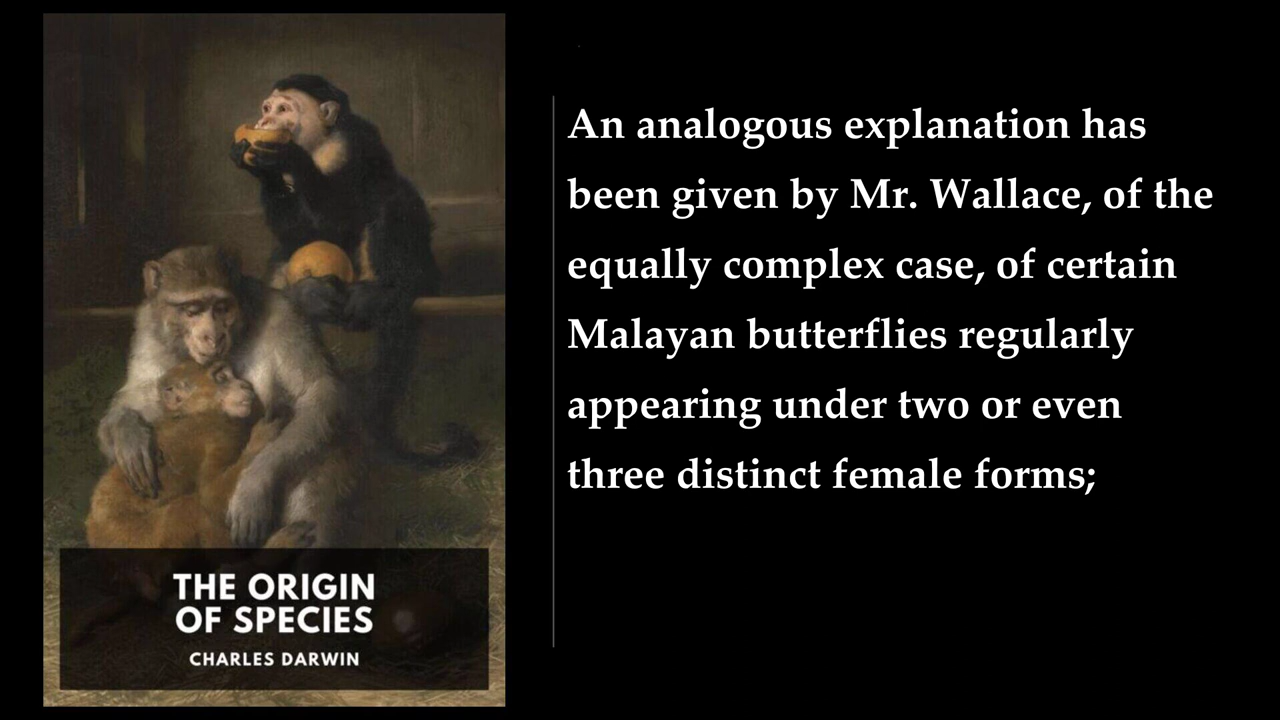 An analogous explanation has
been given by Mr. Wallace, of the
equally complex case, of certain
Malayan butterflies regularly
appearing under two or even
three distinct female forms;
THE ORIGIN
OF SPECIES
CHARLES DARWIN